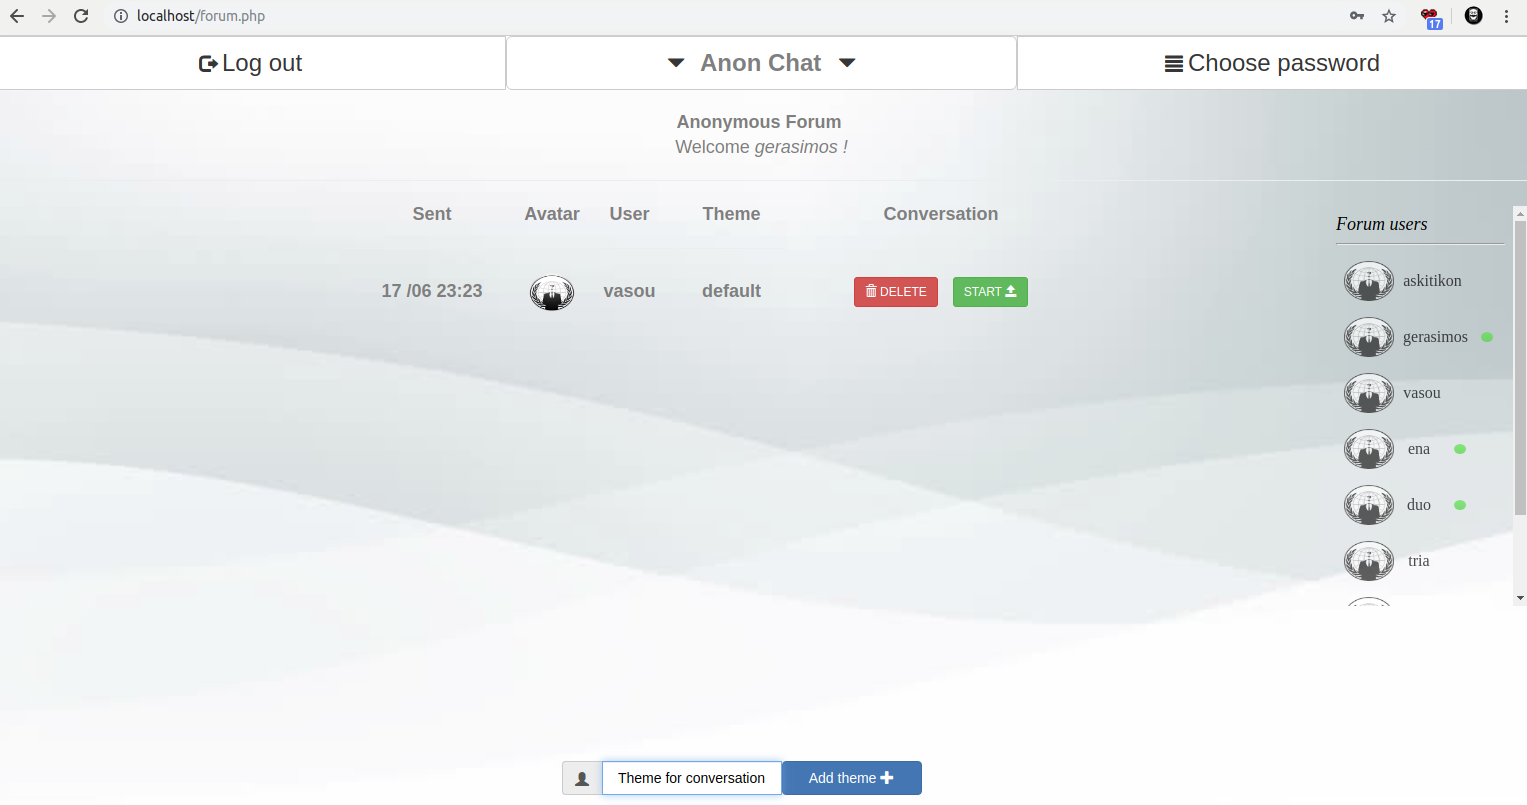 localhost/forum.php
17
Log out
Anon Chat
Choose password
Anonymous Forum
Welcome gerasimos !
Sent Avatar User Theme Conversation
17 /06 23:23 vasou default DELETE START
Forum users
askitikon
gerasimos
vasou
ena
duo
tria
Theme for conversation Add theme